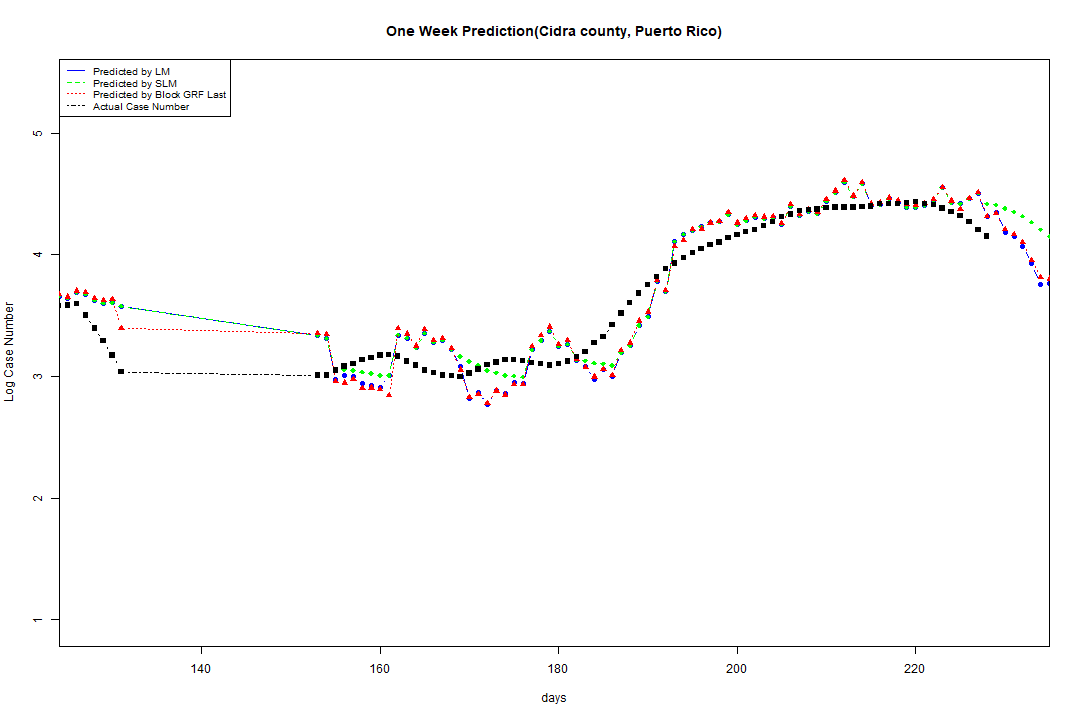 One Week Prediction(Cidra county, Puerto Rico)
Predicted by LM
Predicted by SLM
Predicted by Block GRF Last
Actual Case Number
5
4
3
2
1
Log Case Number
140 160 180 200 220
days